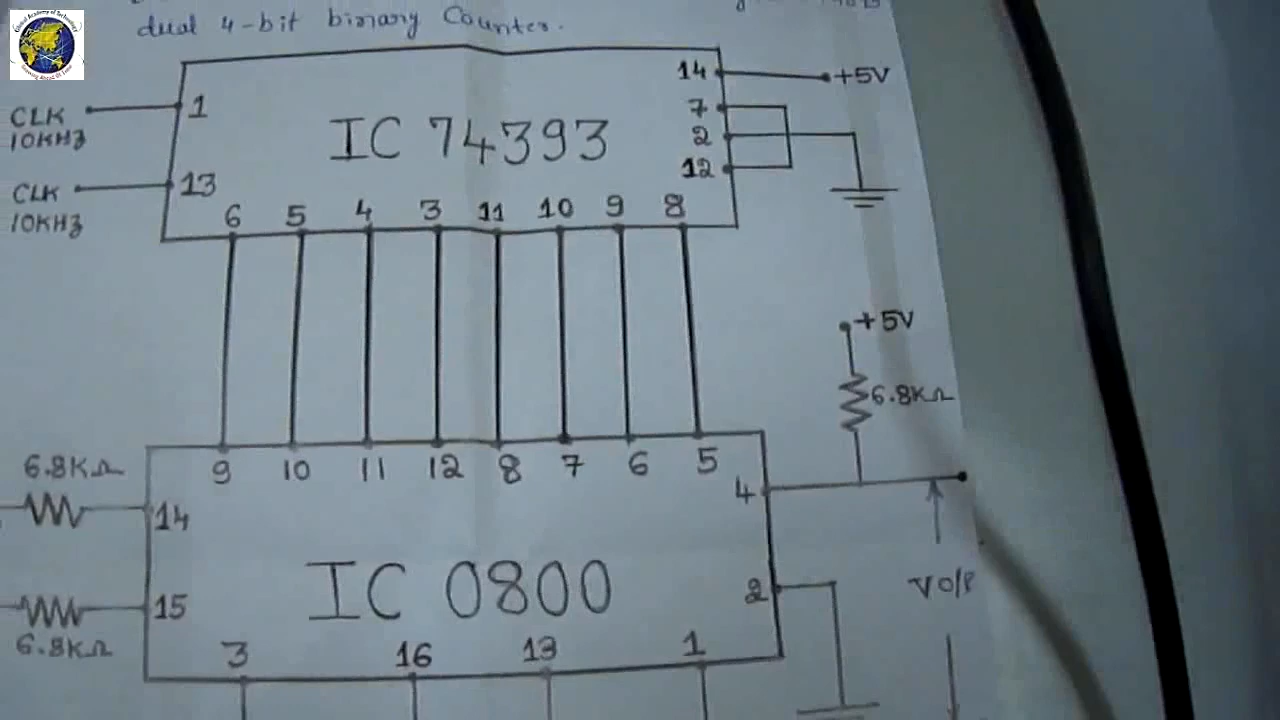 dual 4-bit binary Counter.
14 +5V
CLK 10KHz 1 IC 74393 7
2
12
CLK 10KHz 13
6 5 4 3 11 10 9 8
+5V
6.8KΩ
9 10 11 12 8 7 6 5
6.8KΩ 14 4
IC 0800 2 VO/P
15
6.8KΩ
3 16 13 1